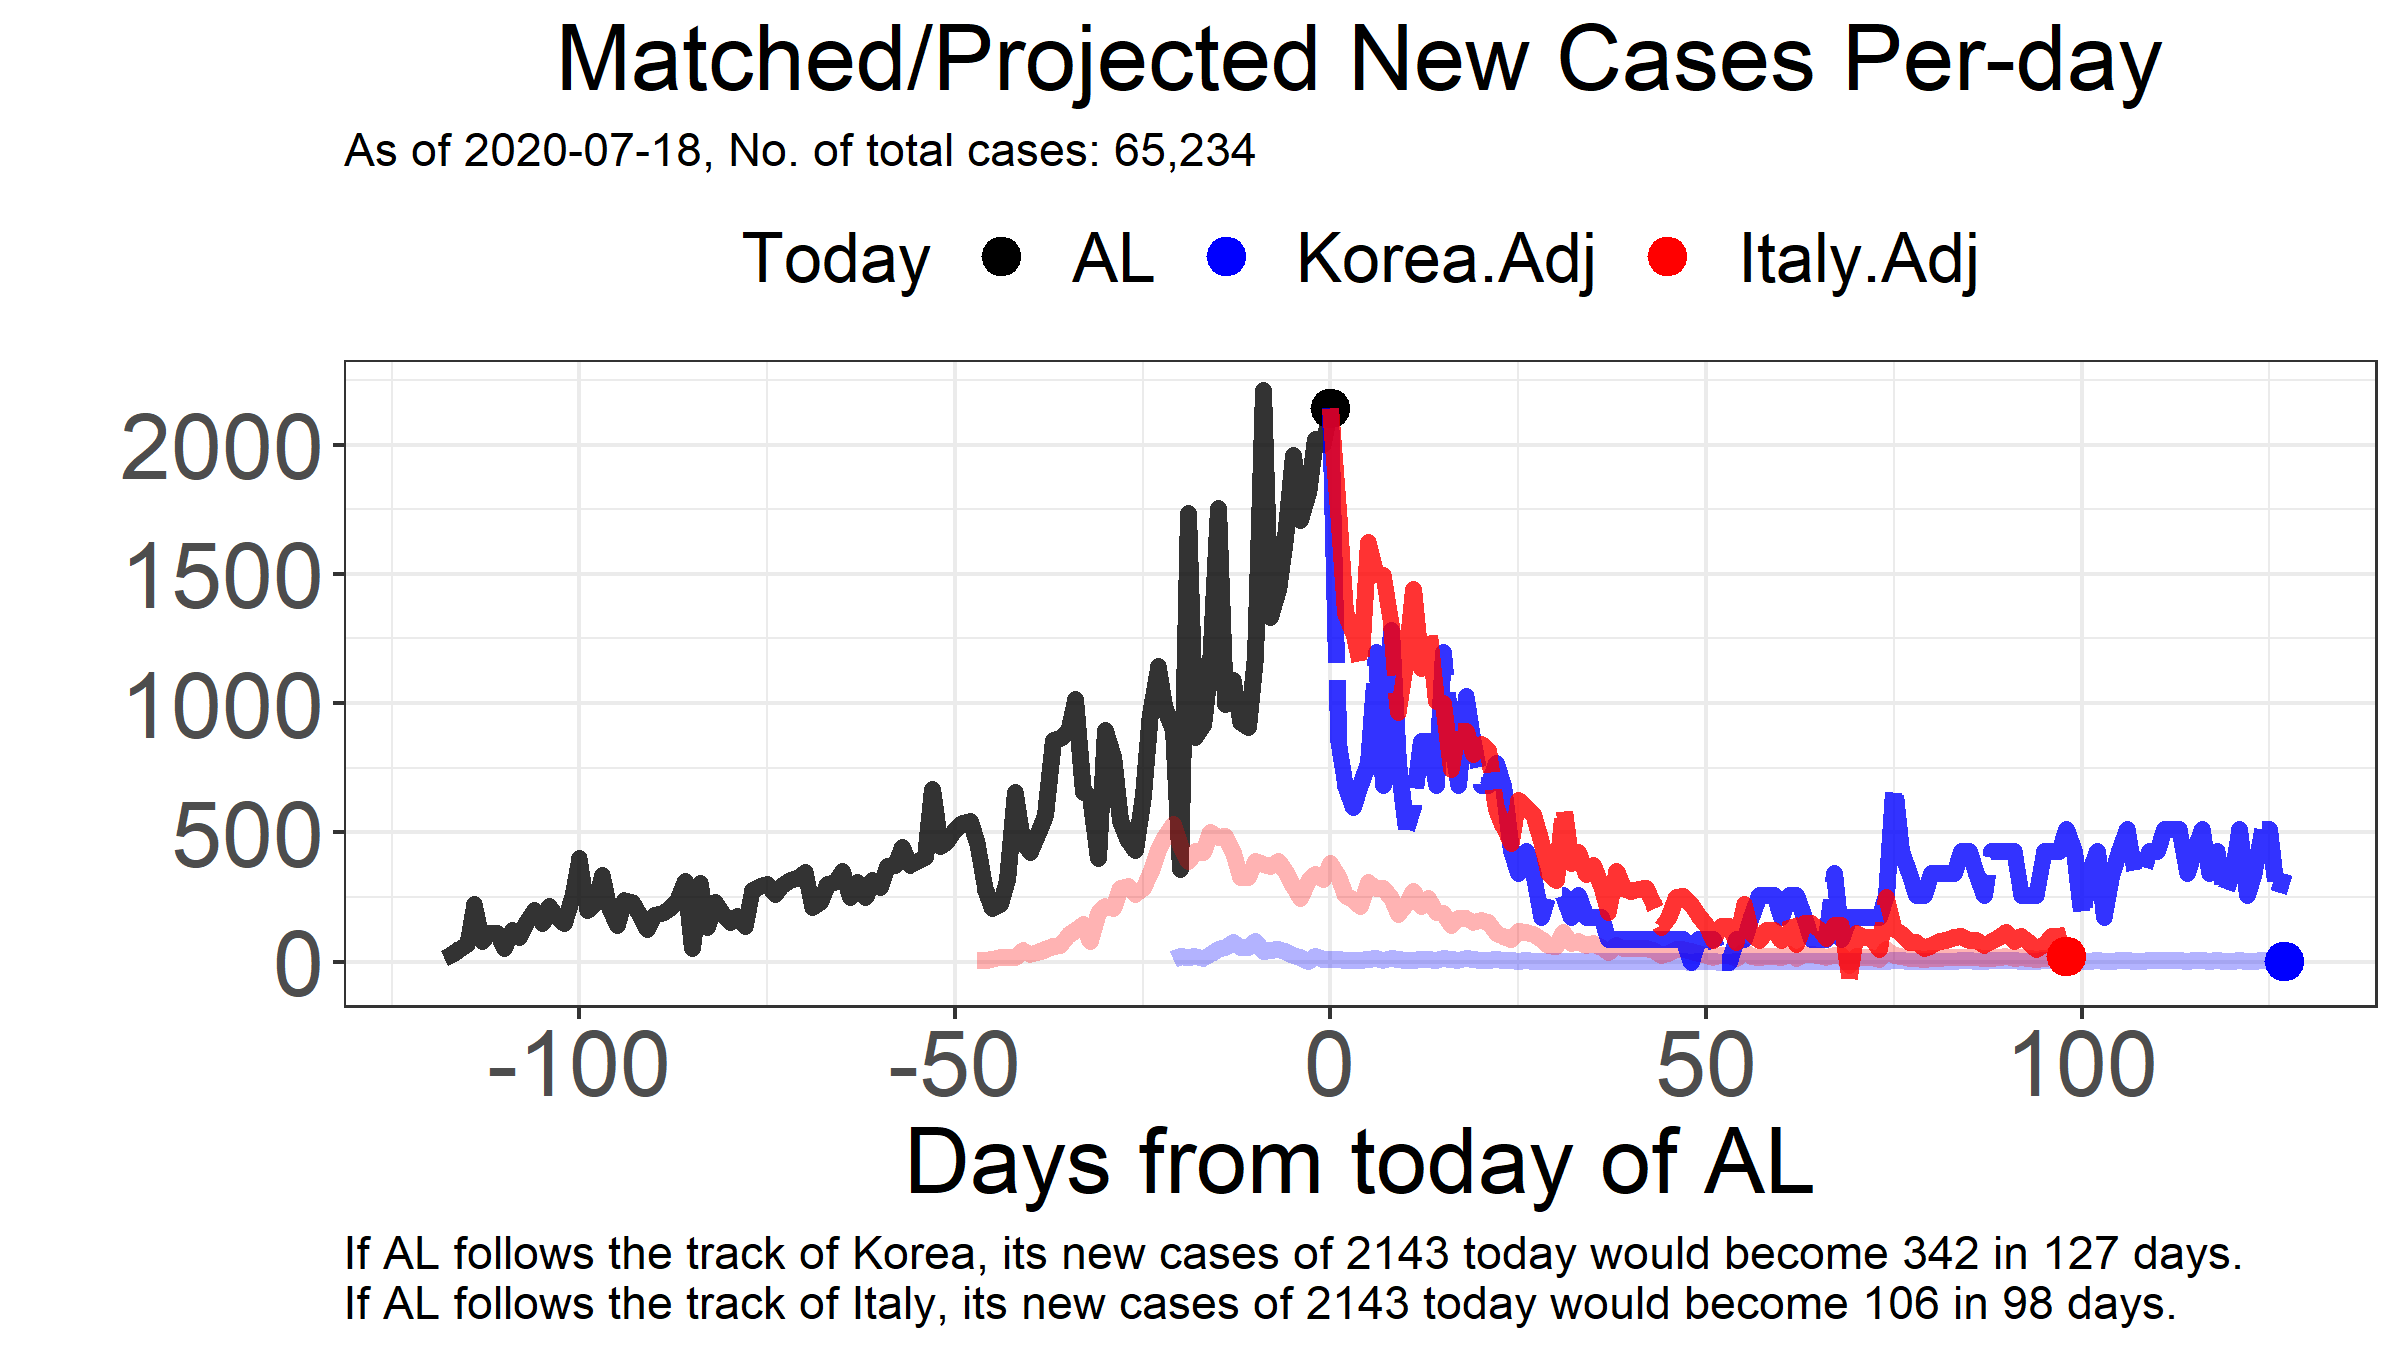 Matched/Projected New Cases Per-day
As of 2020-07-18, No. of total cases: 65,234
Today AL Korea.Adj Italy.Adj
2000
1500
1000
500
0
-100 -50 0 50 100
Days from today of AL
If AL follows the track of Korea, its new cases of 2143 today would become 342 in 127 days.
If AL follows the track of Italy, its new cases of 2143 today would become 106 in 98 days.